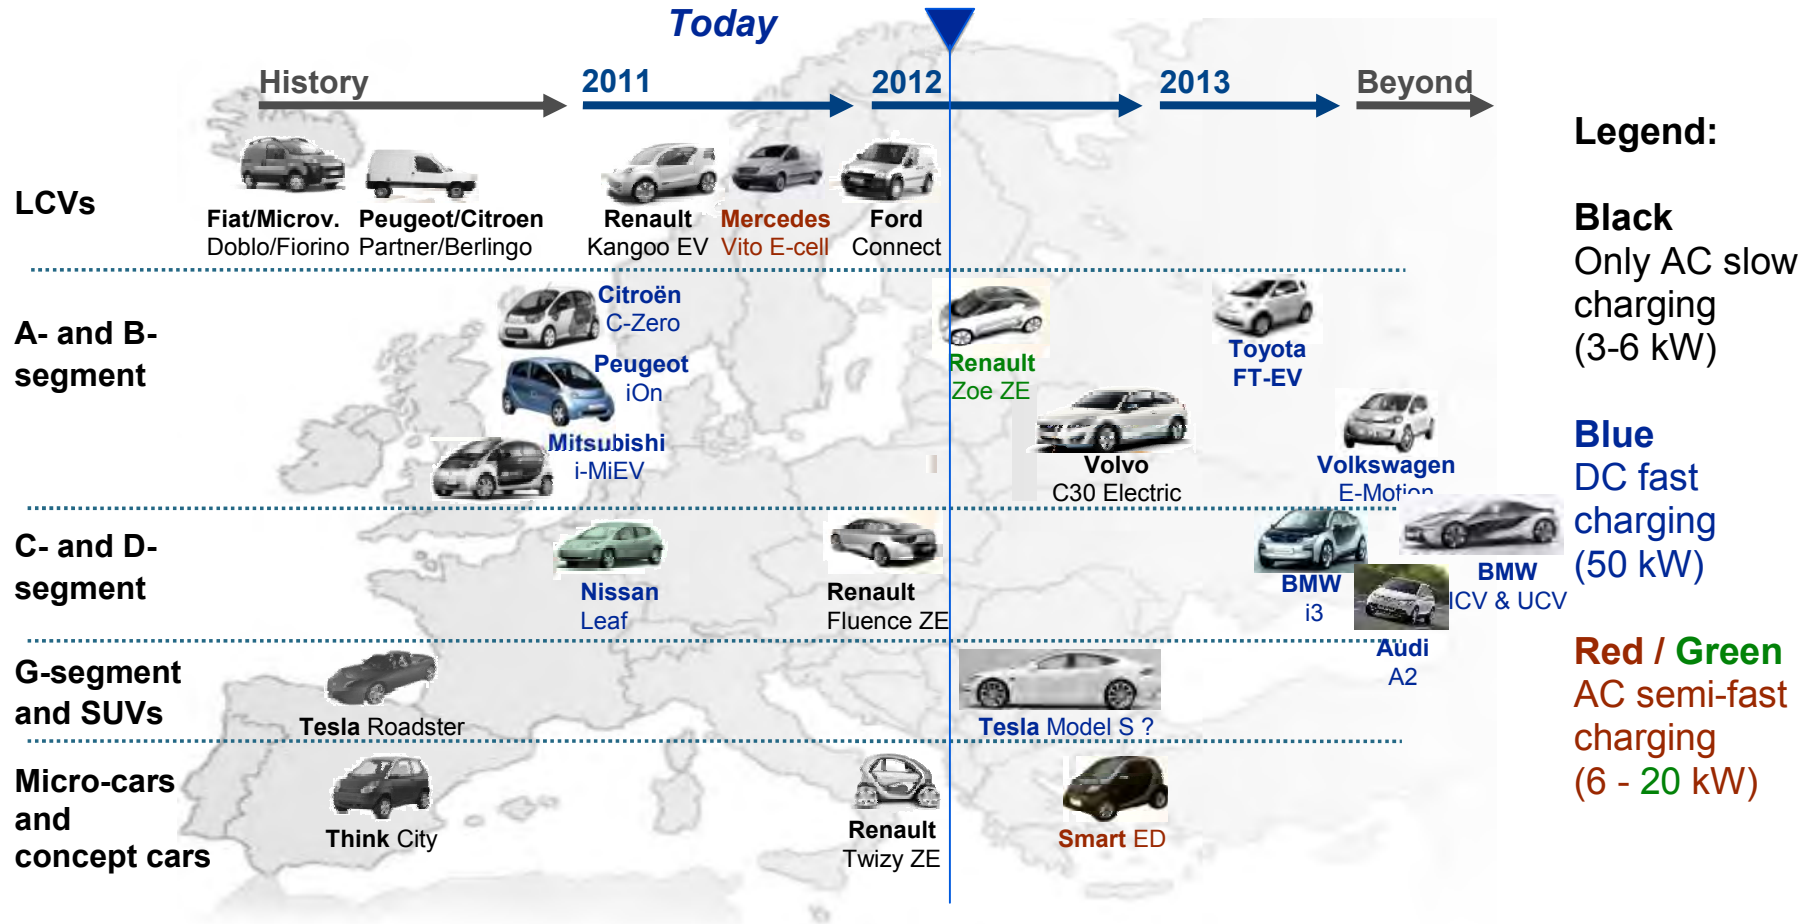 Today
History
2011
2012
2013
Beyond
LCVs
Fiat/Microv.
Doblo/Fiorino
Peugeot/Citroen
Partner/Berlingo
Renault
Kangoo EV
Mercedes
Vito E-cell
Ford
Connect
A- and B-
segment
Citroën
C-Zero
Peugeot
iOn
Mitsubishi
i-MiEV
Renault
Zoe ZE
Volvo
C30 Electric
Toyota
FT-EV
Volkswagen
E-Motion
C- and D-
segment
Nissan
Leaf
Renault
Fluence ZE
BMW
i3
Audi
A2
BMW
ICV & UCV
G-segment
and SUVs
Tesla Roadster
Tesla Model S ?
Micro-cars
and
concept cars
Think City
Renault
Twizy ZE
Smart ED
Legend:
Black
Only AC slow
charging
(3-6 kW)
Blue
DC fast
charging
(50 kW)
Red / Green
AC semi-fast
charging
(6 - 20 kW)